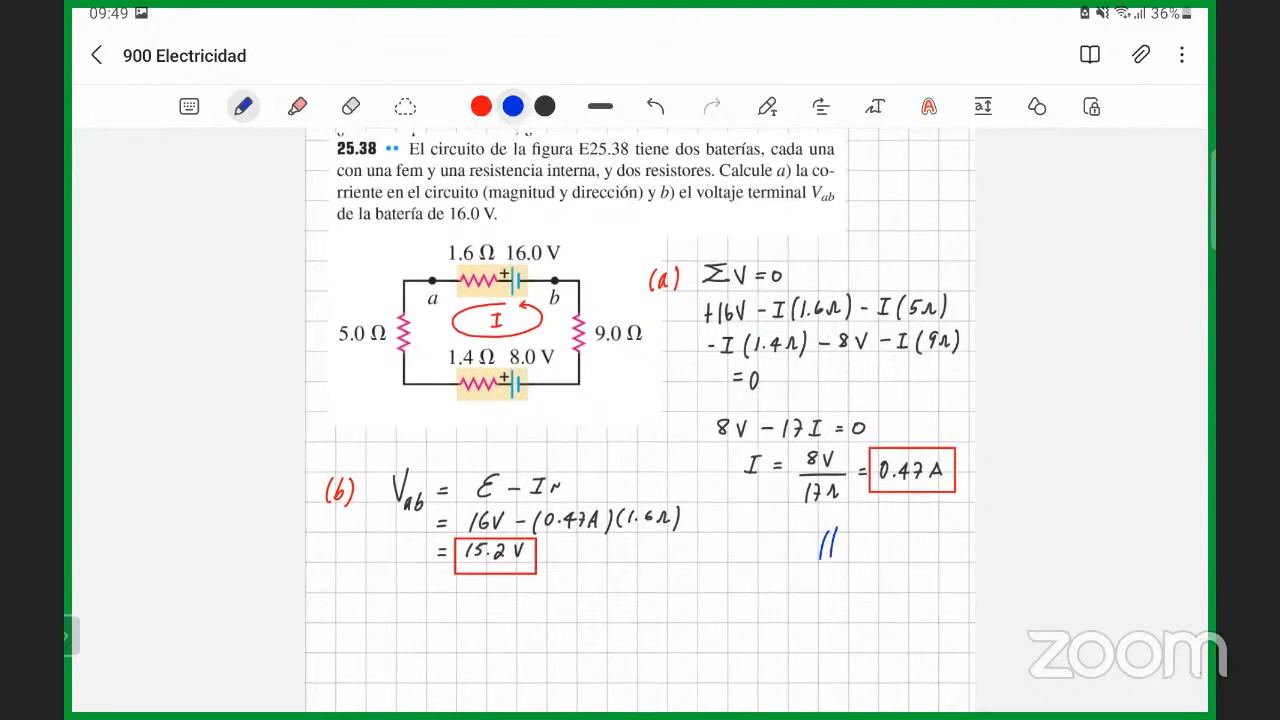 09:49
36%
900 Electricidad
25.38 •• El circuito de la figura E25.38 tiene dos baterías, cada una
con una fem y una resistencia interna, y dos resistores. Calcule a) la co-
rriente en el circuito (magnitud y dirección) y b) el voltaje terminal Vab
de la batería de 16.0 V.
1.6 Ω 16.0 V
+
a
b
I
5.0 Ω
9.0 Ω
1.4 Ω 8.0 V
+
(a) ΣV = 0
+16V - I(1.6Ω) - I(5Ω)
- I(1.4Ω) - 8V - I(9Ω)
= 0
8V - 17I = 0
I = 8V / 17Ω = 0.47A
(b) Vab = ε - Ir
= 16V - (0.47A)(1.6Ω)
= 15.2 V
zoom